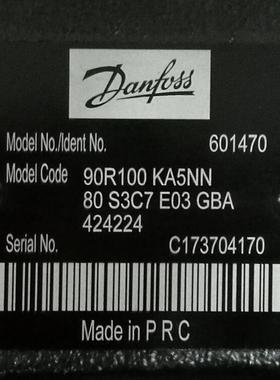 Danfoss
Model No./Ident No. 601470
Model Code 90R100 KA5NN
80 S3C7 E03 GBA
424224
Serial No. C173704170
Made in P R C